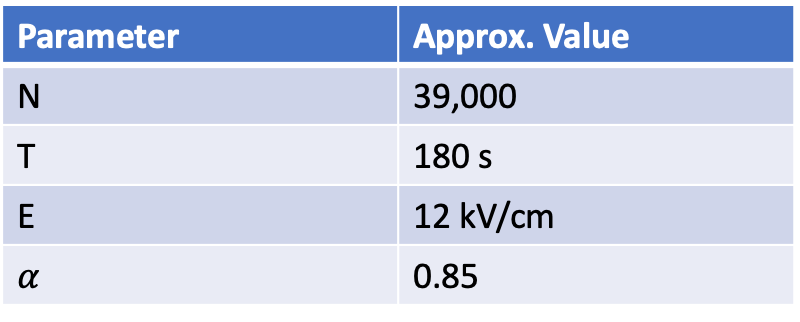 Parameter Approx. Value
N 39,000
T 180 s
E 12 kV/cm
α 0.85